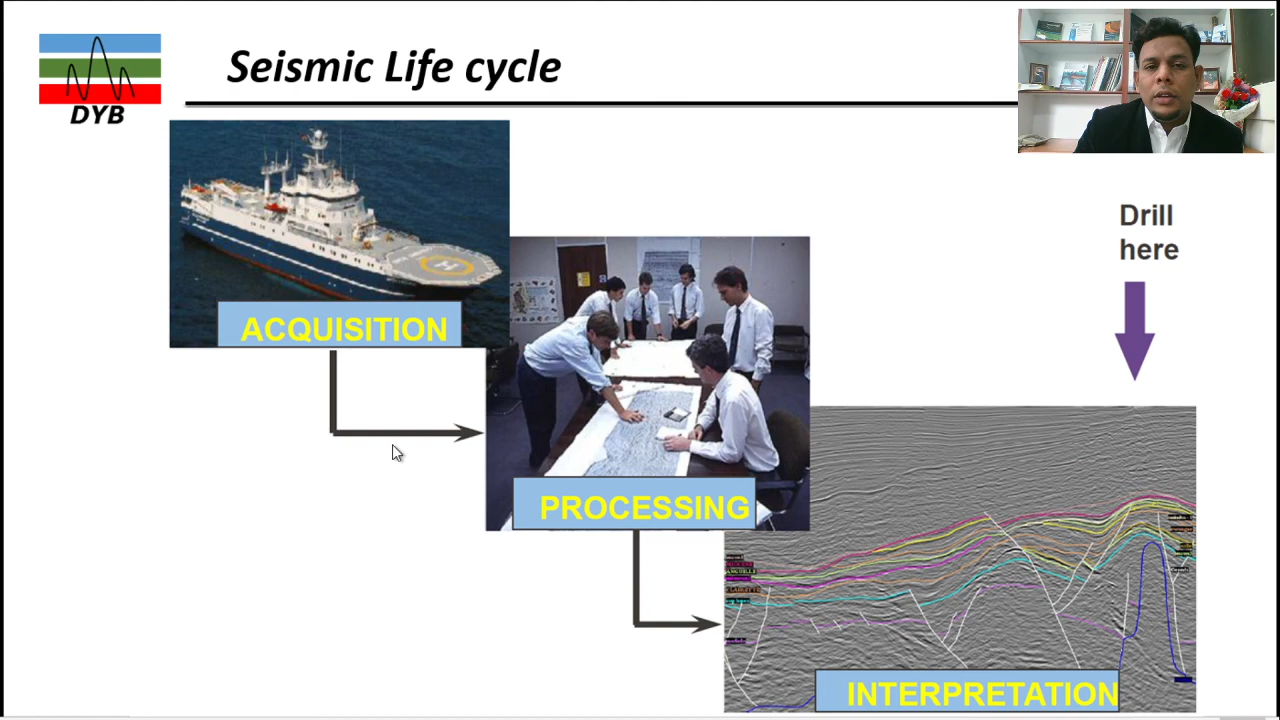 Seismic Life cycle
DYB
Drill
here
ACQUISITION
PROCESSING
INTERPRETATION